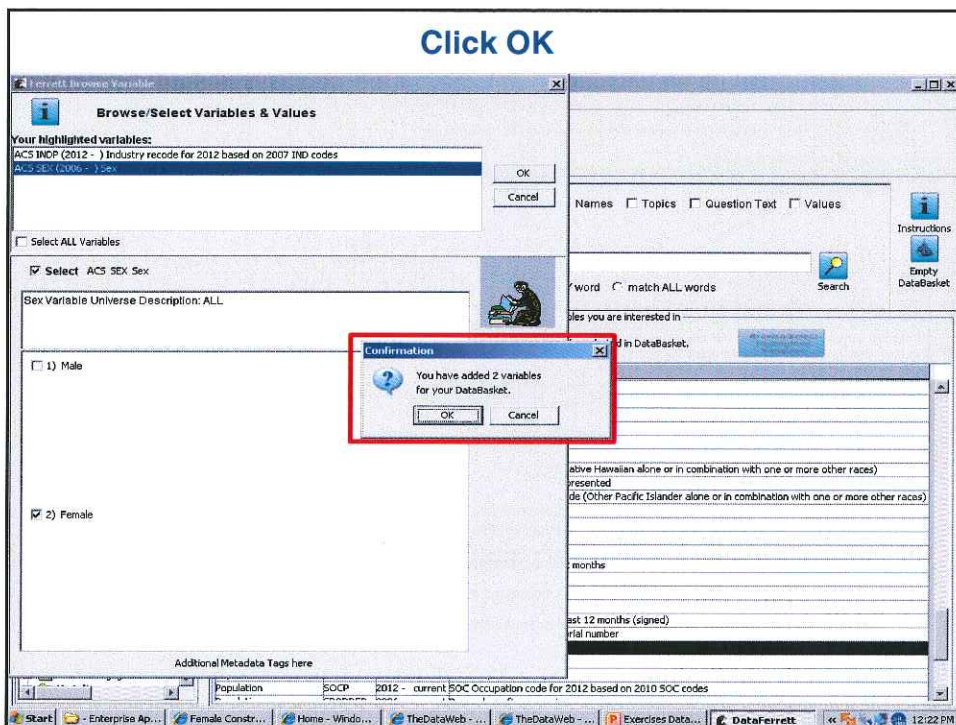 Click OK
Ferrett Browse Variable
Browse/Select Variables & Values
Your highlighted variables:
ACS INDP (2012 - ) Industry recode for 2012 based on 2007 IND codes
ACS SEX (2006 - ) Sex
OK
Cancel
Select ALL Variables
Select ACS SEX Sex
Sex Variable Universe Description: ALL
1) Male
2) Female
Additional Metadata Tags here
Confirmation
You have added 2 variables
for your DataBasket.
OK Cancel
Names Topics Question Text Values
Instructions
word match ALL words
Search
Empty
DataBasket
bles you are interested in
d in DataBasket.
ative Hawaiian alone or in combination with one or more other races)
presented
de (Other Pacific Islander alone or in combination with one or more other races)
months
ast 12 months (signed)
rial number
Population SOCP 2012 - current SOC Occupation code for 2012 based on 2010 SOC codes
Start - Enterprise Ap... Female Constr... Home - Windo... TheDataWeb - ... TheDataWeb - ... Exercises Data... DataFerrett « 12:22 PM